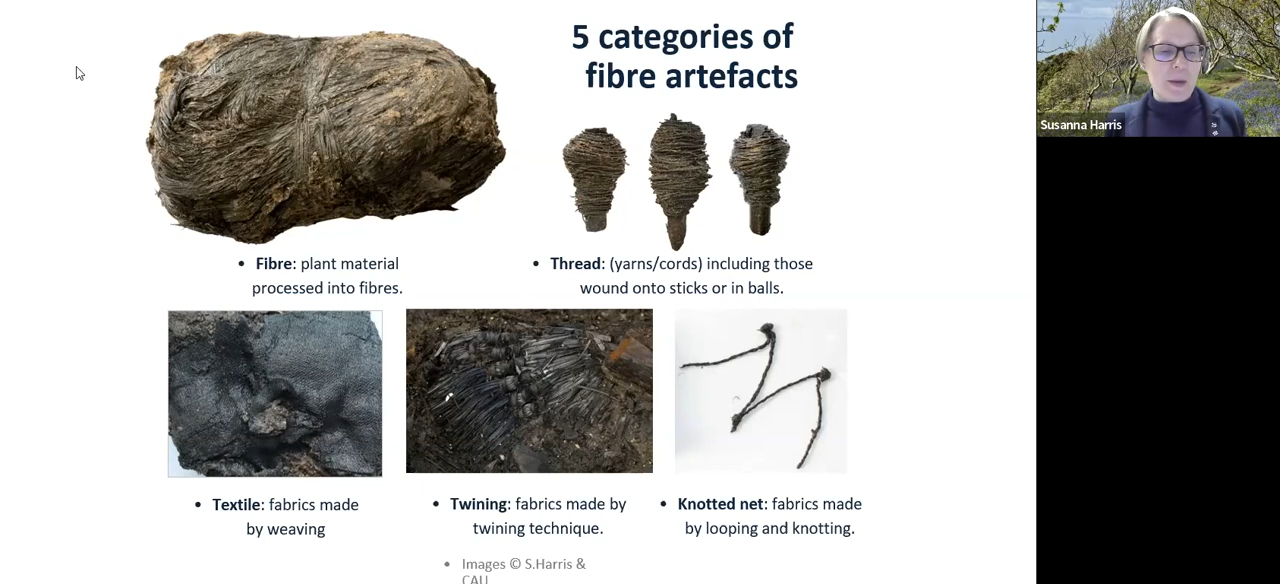 5 categories of
fibre artefacts
Susanna Harris
• Fibre: plant material
processed into fibres.
• Thread: (yarns/cords) including those
wound onto sticks or in balls.
• Textile: fabrics made
by weaving
• Twining: fabrics made by
twining technique.
• Knotted net: fabrics made
by looping and knotting.
• Images © S.Harris &
CAU